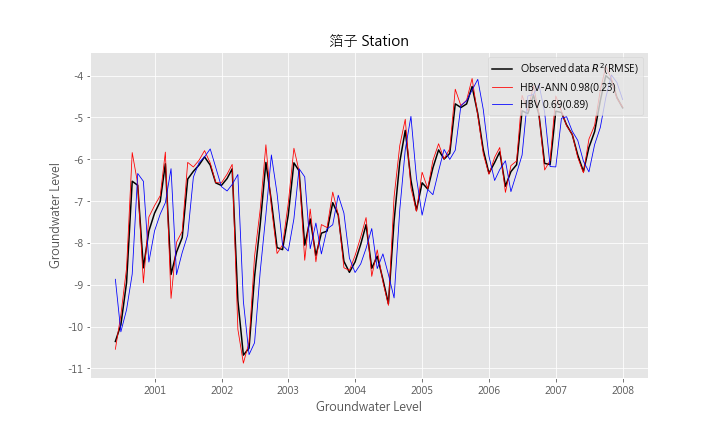 箔子 Station
Observed data R²(RMSE)
HBV-ANN 0.98(0.23)
HBV 0.69(0.89)
Groundwater Level
-4
-5
-6
-7
-8
-9
-10
-11
2001 2002 2003 2004 2005 2006 2007 2008
Groundwater Level